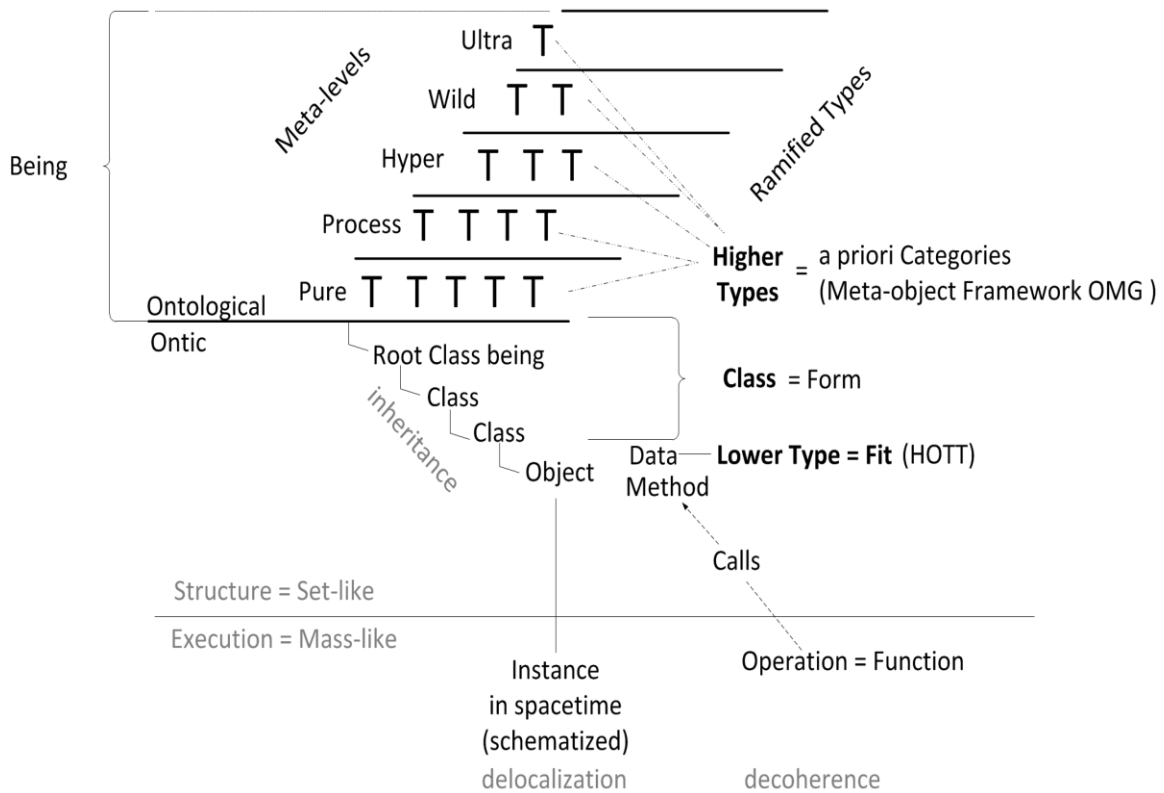 Ultra T
Meta-levels
Ramified Types
Wild T T
Being
Hyper T T T
Process T T T T
Higher Types = a priori Categories
(Meta-object Framework OMG )
Pure T T T T T
Ontological
Ontic
Root Class being
Class = Form
inheritance
Class
Class
Object
Data
Method
Lower Type = Fit (HOTT)
Calls
Structure = Set-like
Execution = Mass-like
Operation = Function
Instance
in spacetime
(schematized)
delocalization
decoherence